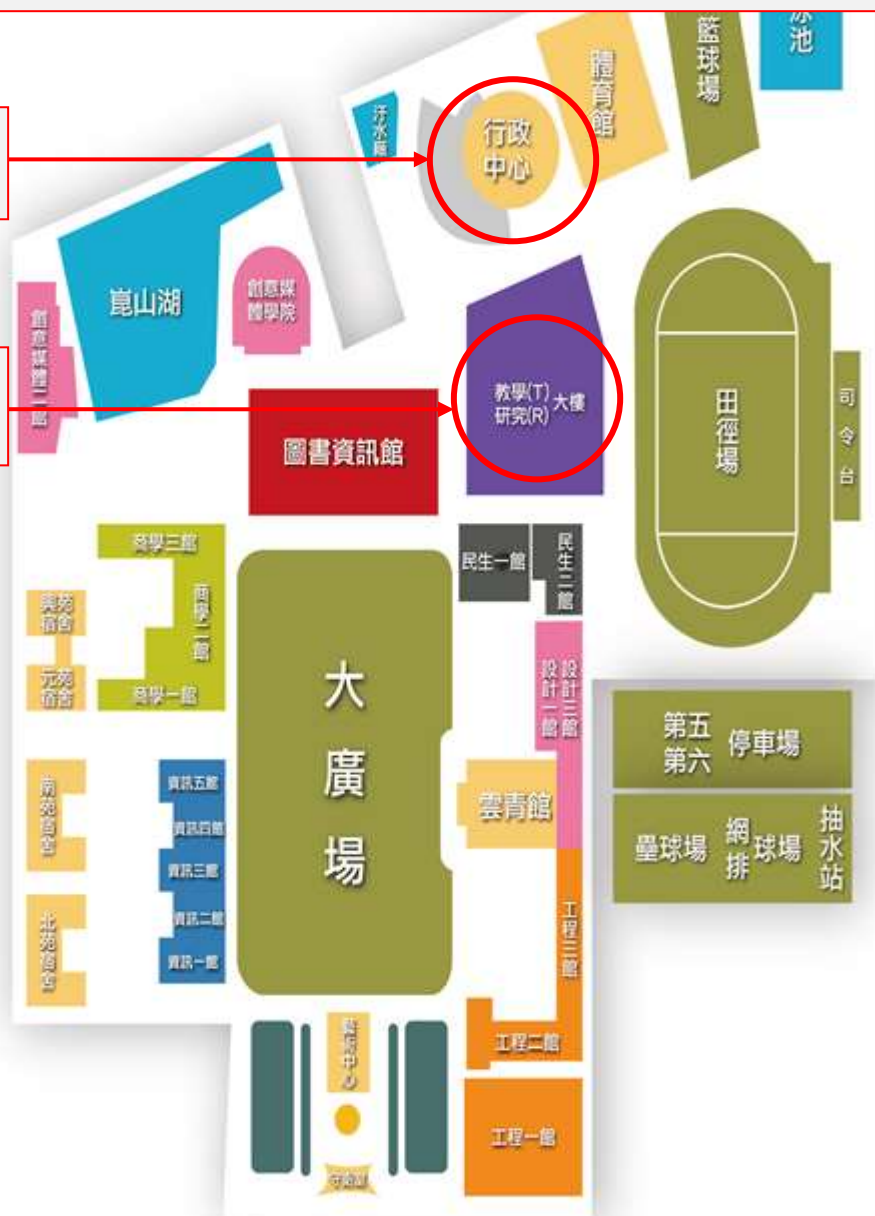 泳池
籃球場
體育館
行政
中心
汙水廠
崑山湖
創意媒
體學院
創意媒體二館
教學(T)
研究(R)
大樓
田徑場
司令台
圖書資訊館
商學三館
商學二館
商學一館
民生一館
民生二館
興苑
宿舍
元苑
宿舍
大廣場
設計一館
設計三館
第五
第六
停車場
南苑宿舍
資訊五館
資訊四館
資訊三館
資訊二館
資訊一館
雲青館
壘球場
網
排
球場
抽水站
北苑宿舍
工程三館
藝術中心
工程二館
工程一館
守衛室